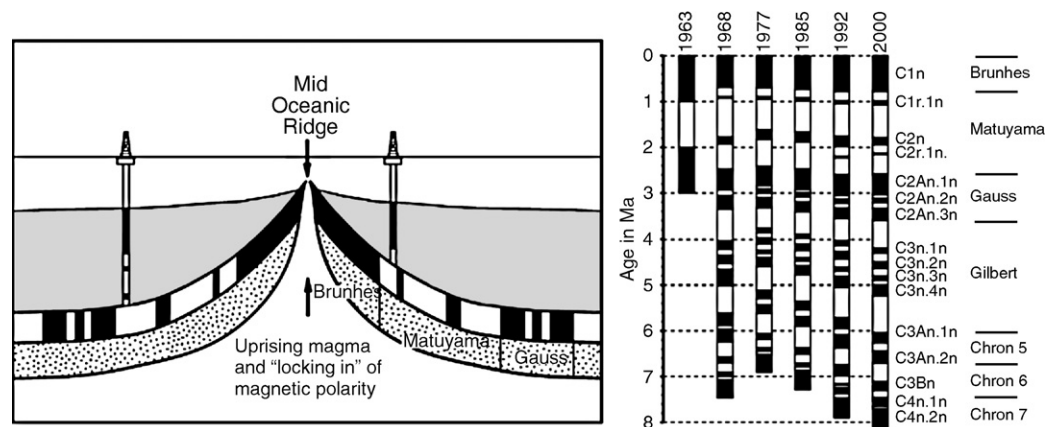 Mid
Oceanic
Ridge
Brunhes
Matuyama
Gauss
Uprising magma
and “locking in” of
magnetic polarity
1963
1968
1977
1985
1992
2000
Age in Ma
0
1
2
3
4
5
6
7
8
C1n
C1r.1n
C2n
C2r.1n.
C2An.1n
C2An.2n
C2An.3n
C3n.1n
C3n.2n
C3n.3n
C3n.4n
C3An.1n
C3An.2n
C3Bn
C4n.1n
C4n.2n
Brunhes
Matuyama
Gauss
Gilbert
Chron 5
Chron 6
Chron 7